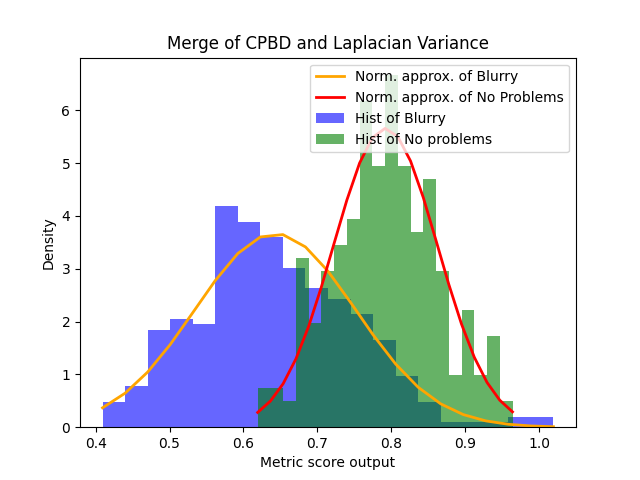 Merge of CPBD and Laplacian Variance
Norm. approx. of Blurry
Norm. approx. of No Problems
Hist of Blurry
Hist of No problems
Density
6
5
4
3
2
1
0
0.4 0.5 0.6 0.7 0.8 0.9 1.0
Metric score output